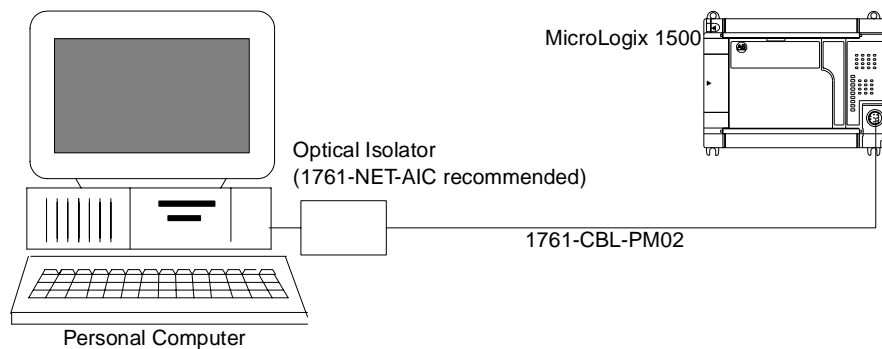 MicroLogix 1500
Optical Isolator
(1761-NET-AIC recommended)
1761-CBL-PM02
Personal Computer